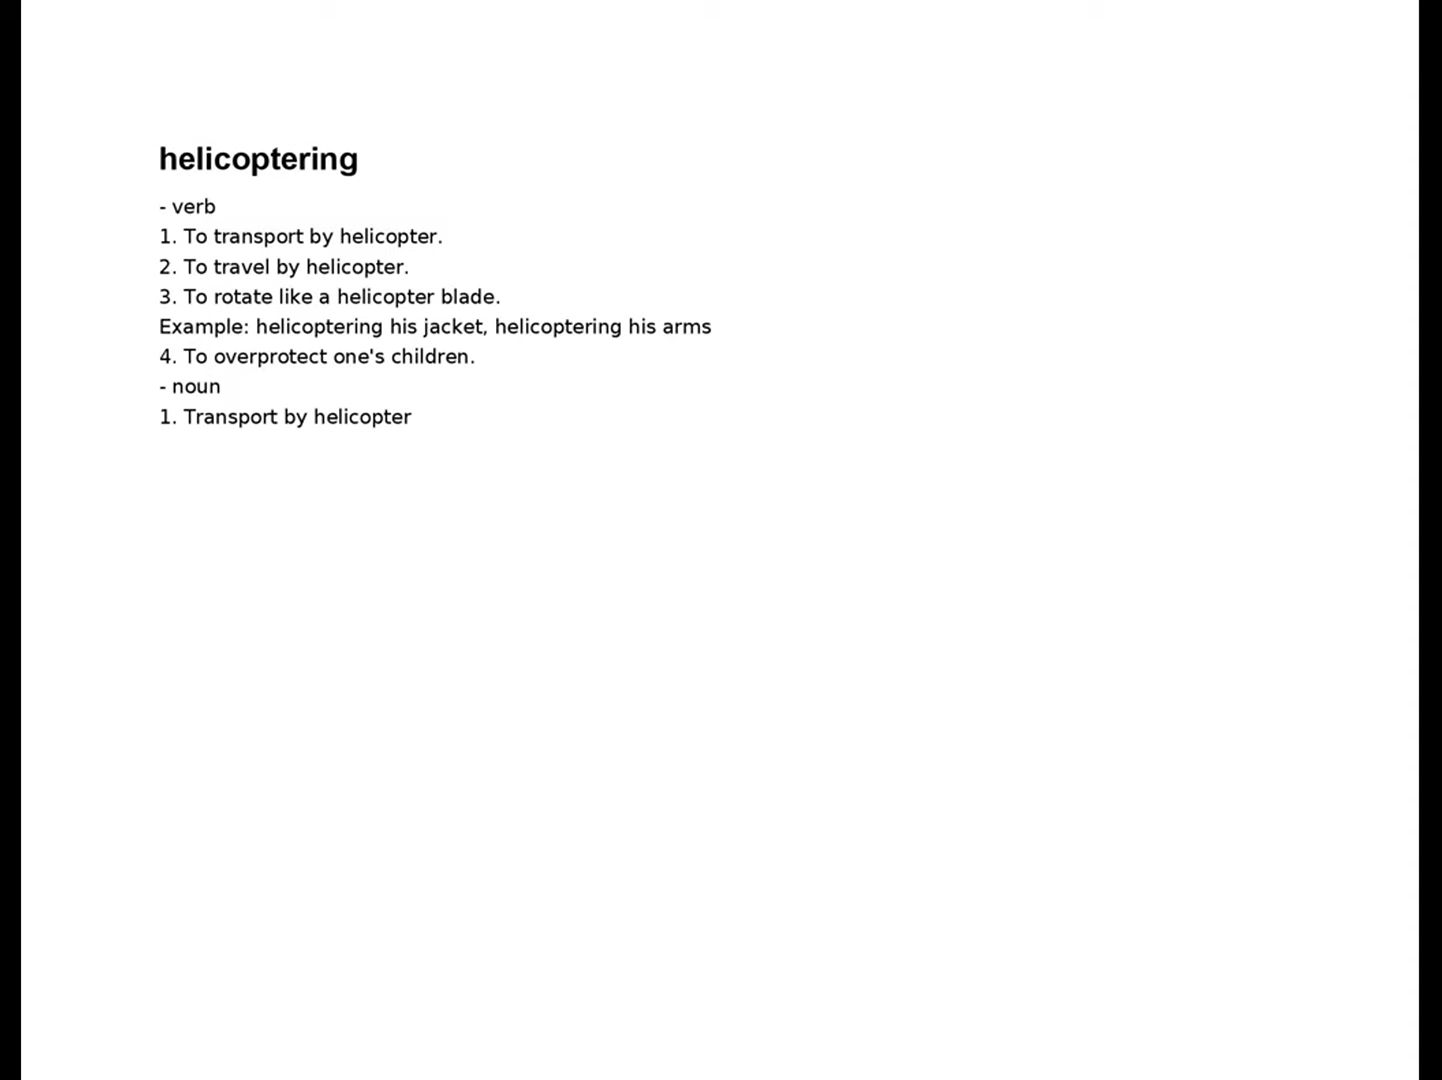 helicoptering
- verb
1. To transport by helicopter.
2. To travel by helicopter.
3. To rotate like a helicopter blade.
Example: helicoptering his jacket, helicoptering his arms
4. To overprotect one's children.
- noun
1. Transport by helicopter